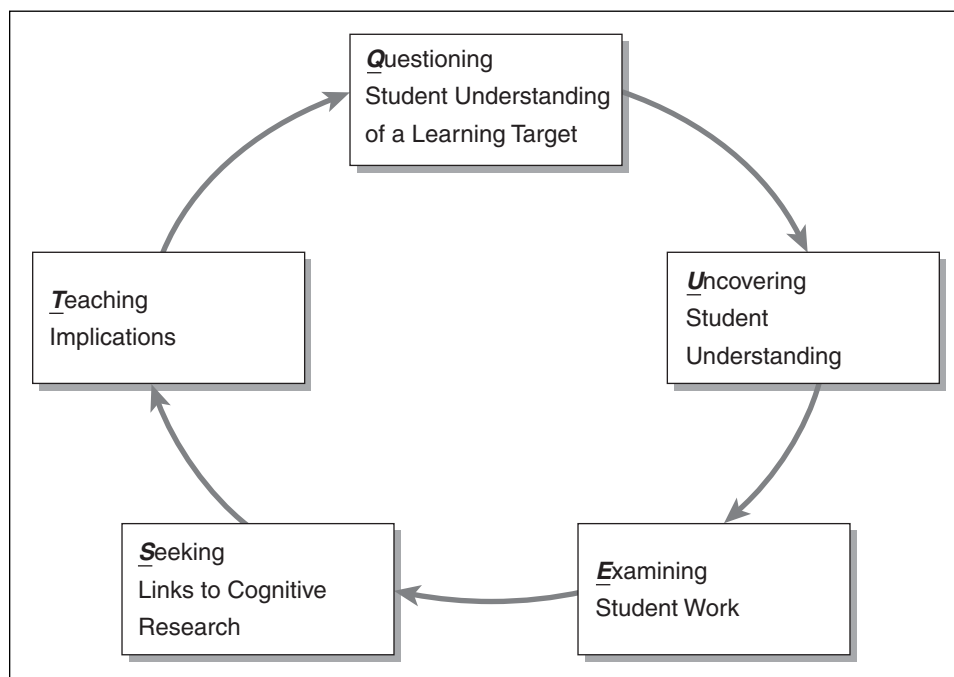 Questioning
Student Understanding
of a Learning Target
Uncovering
Student
Understanding
Examining
Student Work
Seeking
Links to Cognitive
Research
Teaching
Implications